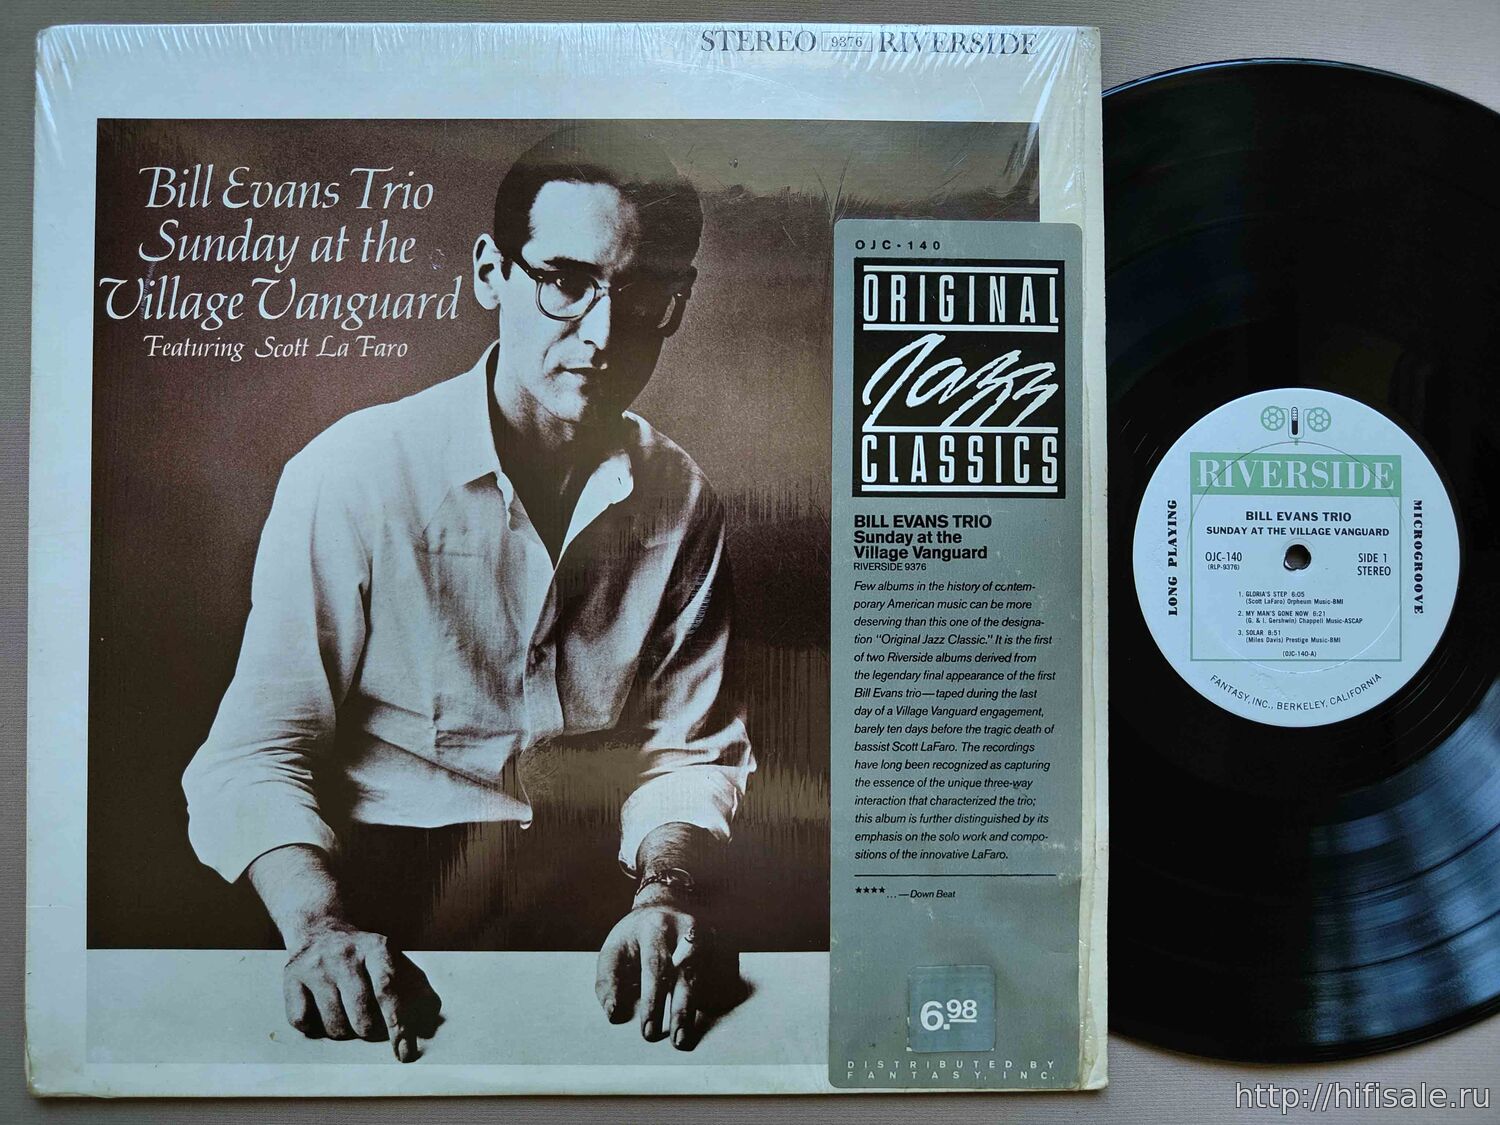 STEREO 9376 RIVERSIDE
Bill Evans Trio
Sunday at the
Village Vanguard
Featuring Scott La Faro
OJC-140
ORIGINAL
Jazz
CLASSICS
BILL EVANS TRIO
Sunday at the
Village Vanguard
RIVERSIDE 9376
Few albums in the history of contem-
porary American music can be more
deserving than this one of the designa-
tion "Original Jazz Classic." It is the first
of two Riverside albums derived from
the legendary final appearance of the first
Bill Evans trio—taped during the last
day of a Village Vanguard engagement,
barely ten days before the tragic death of
bassist Scott LaFaro. The recordings
have long been recognized as capturing
the essence of the unique three-way
interaction that characterized the trio;
this album is further distinguished by its
emphasis on the solo work and compo-
sitions of the innovative LaFaro.
★★★★...—Down Beat
6.98
DISTRIBUTED BY
FANTASY, INC.
RIVERSIDE
BILL EVANS TRIO
SUNDAY AT THE VILLAGE VANGUARD
OJC-140
(RLP-9376)
SIDE 1
STEREO
LONG PLAYING
MICROGROOVE
1. GLORIA'S STEP 6:05
(Scott LaFaro) Orpheum Music-BMI
2. MY MAN'S GONE NOW 6:21
(G. & I. Gershwin) Chappell Music-ASCAP
3. SOLAR 8:51
(Miles Davis) Prestige Music-BMI
(OJC-140-A)
FANTASY, INC., BERKELEY, CALIFORNIA
http://hifisale.ru